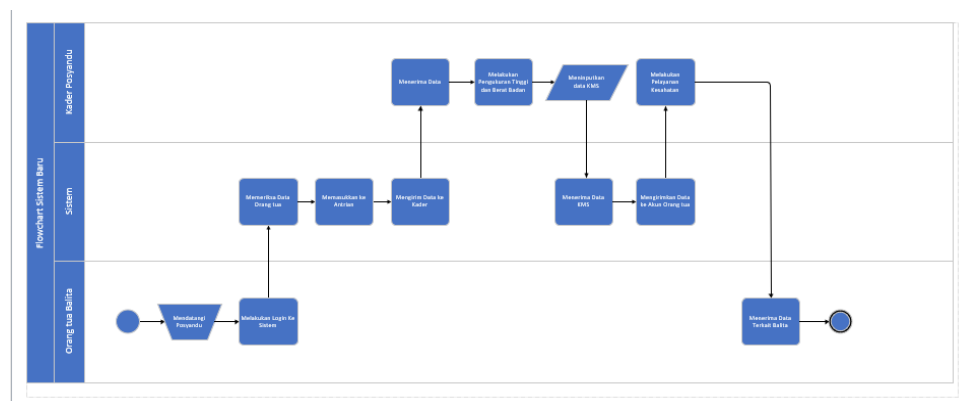 Flowchart Sistem Baru
Kader Posyandu
Menerima Data
Melakukan
Pengukuran Tinggi
dan Berat Badan
Menginputkan
data KMS
Melakukan
Pelayanan
Kesahatan
Sistem
Memeriksa Data
Orang tua
Memasukkan ke
Antrian
Mengirim Data ke
Kader
Menerima Data
KMS
Mengirimkan Data
ke Akun Orang tua
Orang tua Balita
Mendatangi
Posyandu
Melakukan Login Ke
Sistem
Menerima Data
Terkait Balita